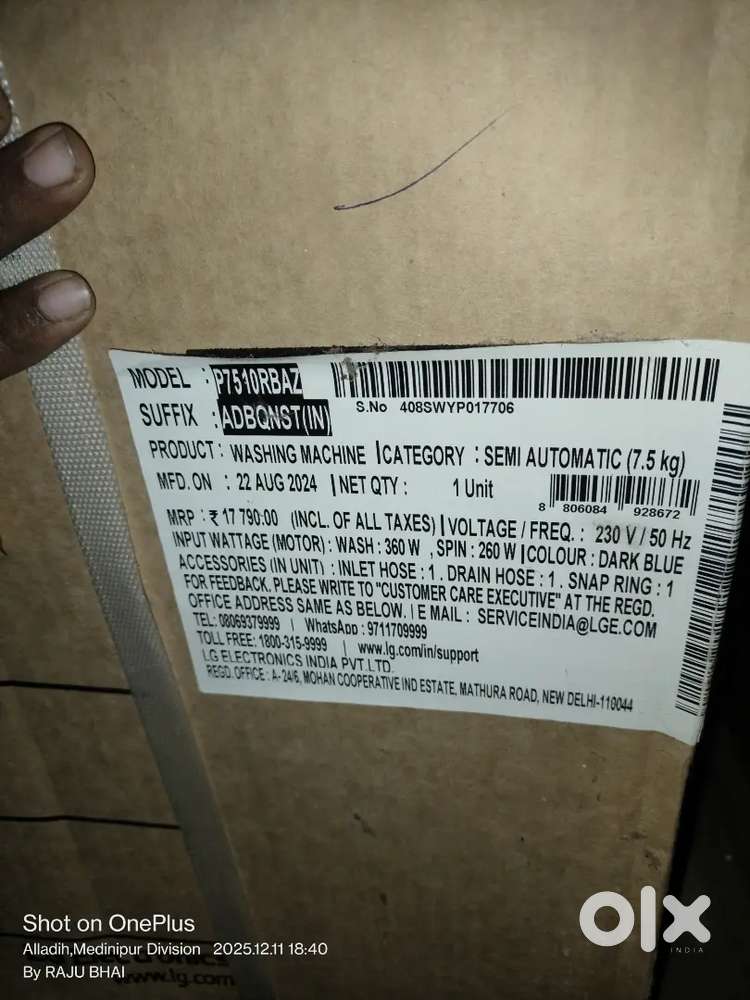 MODEL : P7510RBAZ
SUFFIX : ADBQNST(IN)
S.No 408SWYP017706
PRODUCT : WASHING MACHINE | CATEGORY : SEMI AUTOMATIC (7.5 kg)
MFD. ON : 22 AUG 2024 | NET QTY : 1 Unit
8 806084 928672
MRP : ₹ 17 790.00 (INCL. OF ALL TAXES) | VOLTAGE / FREQ. : 230 V / 50 Hz
INPUT WATTAGE (MOTOR) : WASH : 360 W , SPIN : 260 W | COLOUR : DARK BLUE
ACCESSORIES (IN UNIT) : INLET HOSE : 1 . DRAIN HOSE : 1 . SNAP RING : 1
FOR FEEDBACK. PLEASE WRITE TO "CUSTOMER CARE EXECUTIVE" AT THE REGD.
OFFICE ADDRESS SAME AS BELOW. | E MAIL : SERVICEINDIA@LGE.COM
TEL: 08069379999 | WhatsApp : 9711709999
TOLL FREE: 1800-315-9999 | www.lg.com/in/support
LG ELECTRONICS INDIA PVT.LTD.
REGD. OFFICE : A- 24/6, MOHAN COOPERATIVE IND ESTATE, MATHURA ROAD, NEW DELHI-110044
Shot on OnePlus
Alladih,Medinipur Division 2025.12.11 18:40
By RAJU BHAI
www.lg.com
olx
INDIA